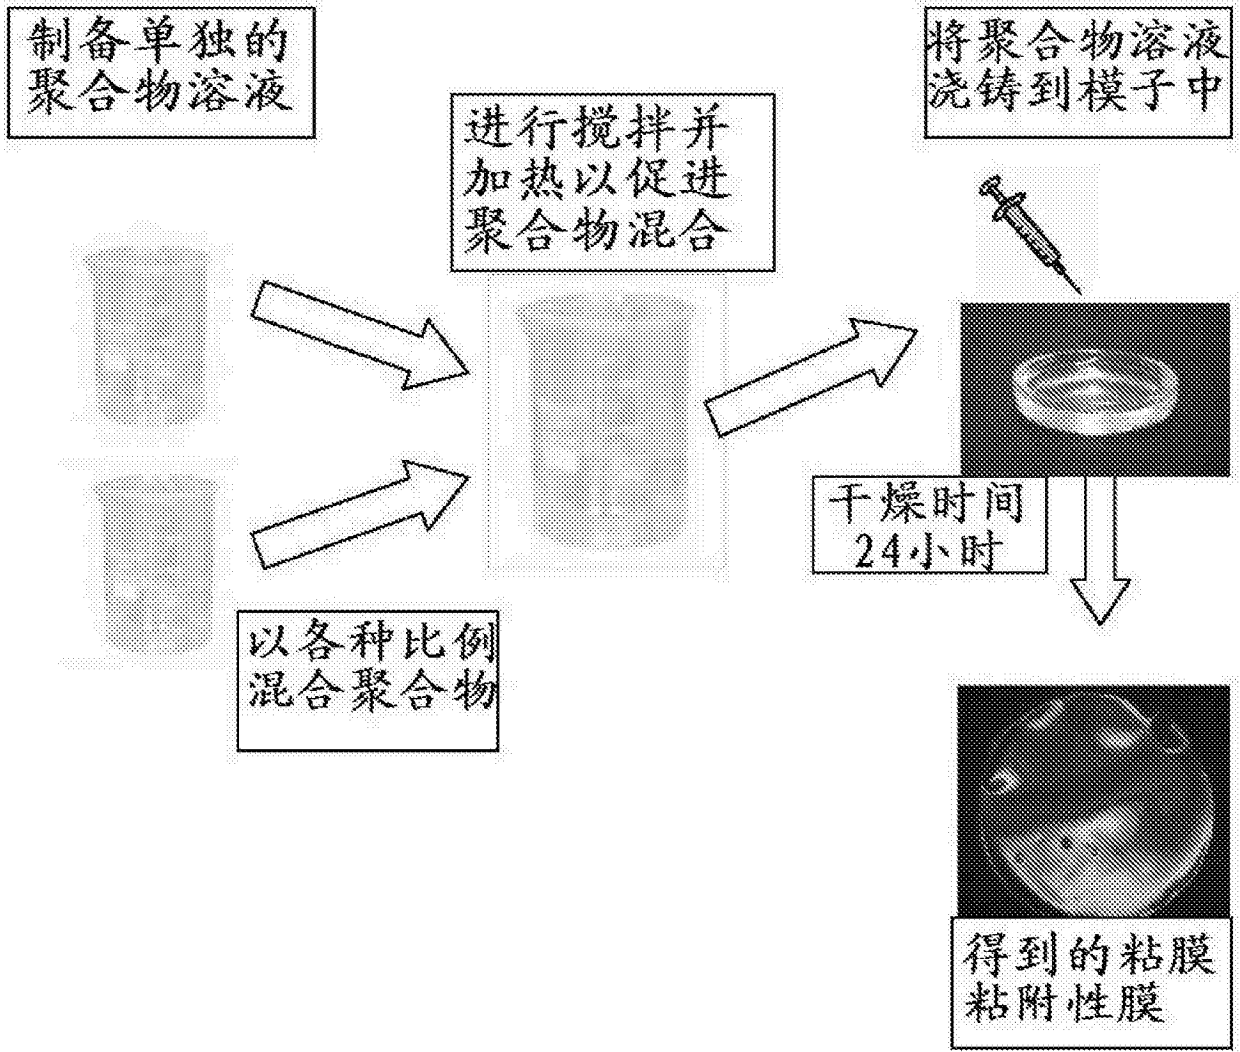 制备单独的
聚合物溶液
进行搅拌并
加热以促进
聚合物混合
将聚合物溶液
浇铸到模子中
以各种比例
混合聚合物
干燥时间
24小时
得到的粘膜
粘附性膜